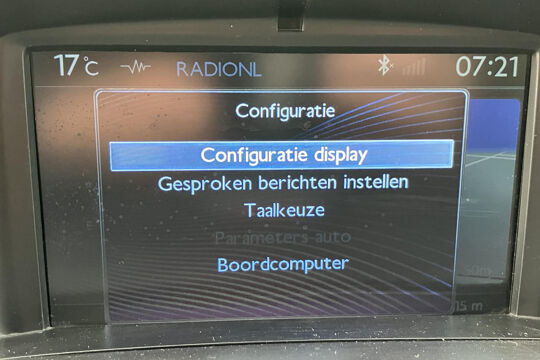 17°C RADIONL 07:21
Configuratie
Configuratie display
Gesproken berichten instellen
Taalkeuze
Parameters auto
Boordcomputer